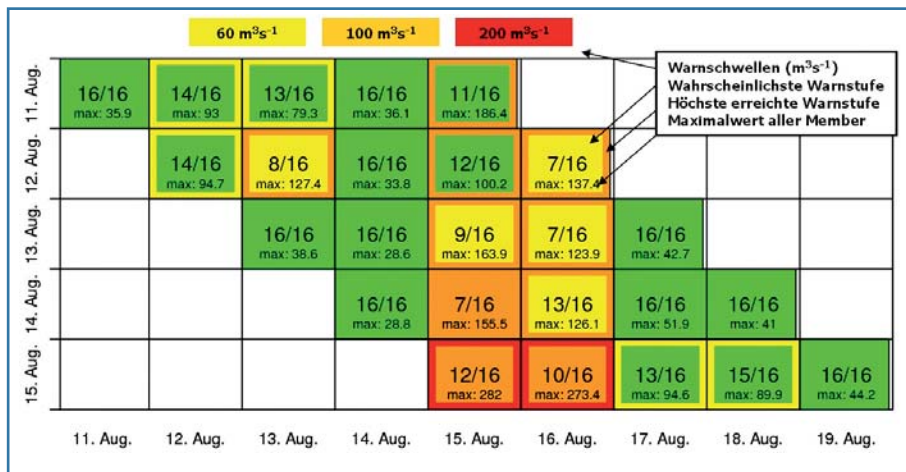 60 m³s⁻¹ 100 m³s⁻¹ 200 m³s⁻¹
Warnschwellen (m³s⁻¹)
Wahrscheinlichste Warnstufe
Höchste erreichte Warnstufe
Maximalwert aller Member
11. Aug.
16/16 14/16 13/16 16/16 11/16
max: 35.9 max: 93 max: 79.3 max: 36.1 max: 186.4
12. Aug.
14/16 8/16 16/16 12/16 7/16
max: 94.7 max: 127.4 max: 33.8 max: 100.2 max: 137.4
13. Aug.
16/16 16/16 9/16 7/16 16/16
max: 38.6 max: 28.6 max: 163.9 max: 123.9 max: 42.7
14. Aug.
16/16 7/16 13/16 16/16 16/16
max: 28.8 max: 155.5 max: 126.1 max: 51.9 max: 41
15. Aug.
12/16 10/16 13/16 15/16 16/16
max: 282 max: 273.4 max: 94.6 max: 89.9 max: 44.2
11. Aug. 12. Aug. 13. Aug. 14. Aug. 15. Aug. 16. Aug. 17. Aug. 18. Aug. 19. Aug.